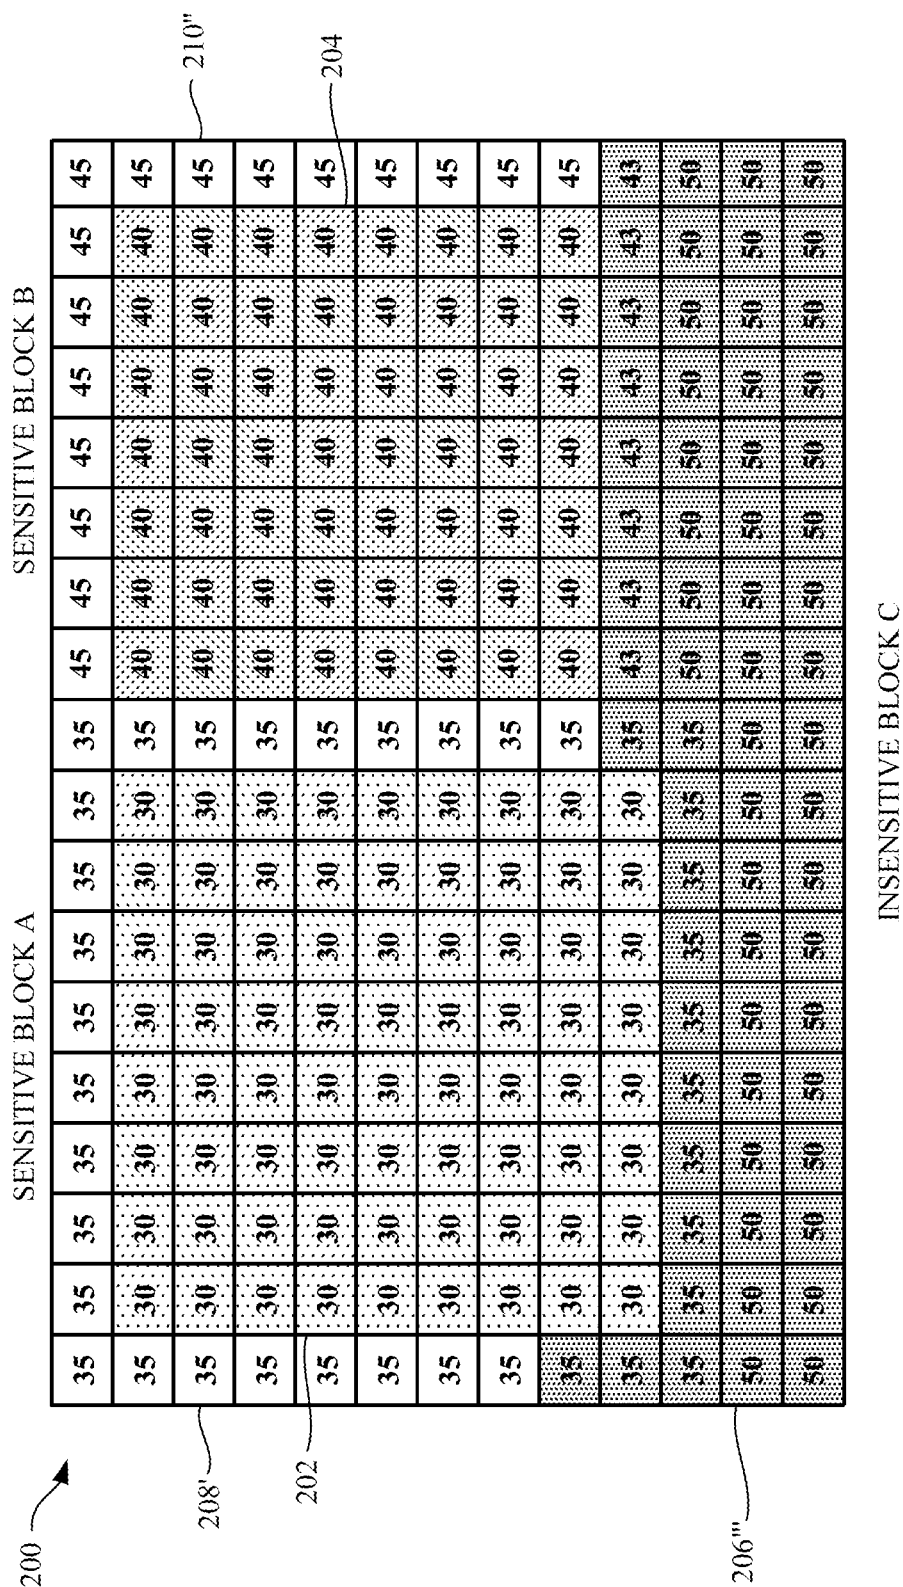 200
SENSITIVE BLOCK A SENSITIVE BLOCK B
35 35 35 35 35 35 35 35 35 35 45 45 45 45 45 45 45 45
35 30 30 30 30 30 30 30 30 35 40 40 40 40 40 40 40 45
208' 35 30 30 30 30 30 30 30 30 35 40 40 40 40 40 40 40 45 210"
35 30 30 30 30 30 30 30 30 35 40 40 40 40 40 40 40 45
202 35 30 30 30 30 30 30 30 30 35 40 40 40 40 40 40 40 45 204
35 30 30 30 30 30 30 30 30 35 40 40 40 40 40 40 40 45
35 30 30 30 30 30 30 30 30 35 40 40 40 40 40 40 40 45
35 30 30 30 30 30 30 30 30 35 40 40 40 40 40 40 40 45
35 30 30 30 30 30 30 30 30 35 40 40 40 40 40 40 40 45
35 30 30 30 30 30 30 30 30 35 43 43 43 43 43 43 43 43
35 35 35 35 35 35 35 35 35 35 50 50 50 50 50 50 50 50
206"' 50 50 50 50 50 50 50 50 50 50 50 50 50 50 50 50 50 50
50 50 50 50 50 50 50 50 50 50 50 50 50 50 50 50 50 50
INSENSITIVE BLOCK C